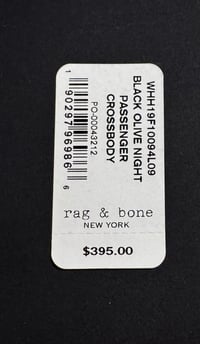 WHH19F10094L09
BLACK OLIVE NIGHT
PASSENGER
CROSSBODY
1 90297 96986 6
PO-00043212
rag & bone
NEW YORK
$395.00